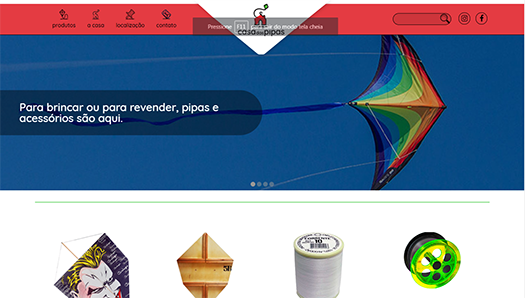 produtos
a casa
localização
contato
Pressione F11 para sair do modo tela cheia
casa das pipas
Para brincar ou para revender, pipas e
acessórios são aqui.
CORRENTE
10